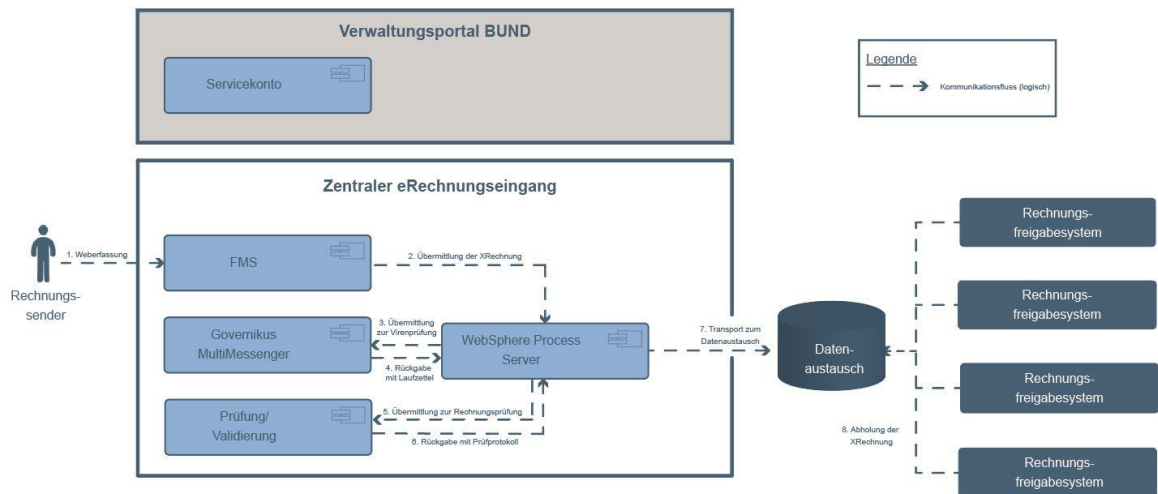 Verwaltungsportal BUND
Servicekonto
Legende
Kommunikationsfluss (logisch)
Zentraler eRechnungseingang
Rechnungs-
sender
1. Weberfassung
FMS
2. Übermittlung der XRechnung
Governikus
MultiMessenger
3. Übermittlung
zur Virenprüfung
4. Rückgabe
mit Laufzettel
WebSphere Process
Server
Prüfung/
Validierung
5. Übermittlung zur Rechnungsprüfung
6. Rückgabe mit Prüfprotokoll
7. Transport zum
Datenaustausch
Daten-
austausch
8. Abholung der
XRechnung
Rechnungs-
freigabesystem
Rechnungs-
freigabesystem
Rechnungs-
freigabesystem
Rechnungs-
freigabesystem